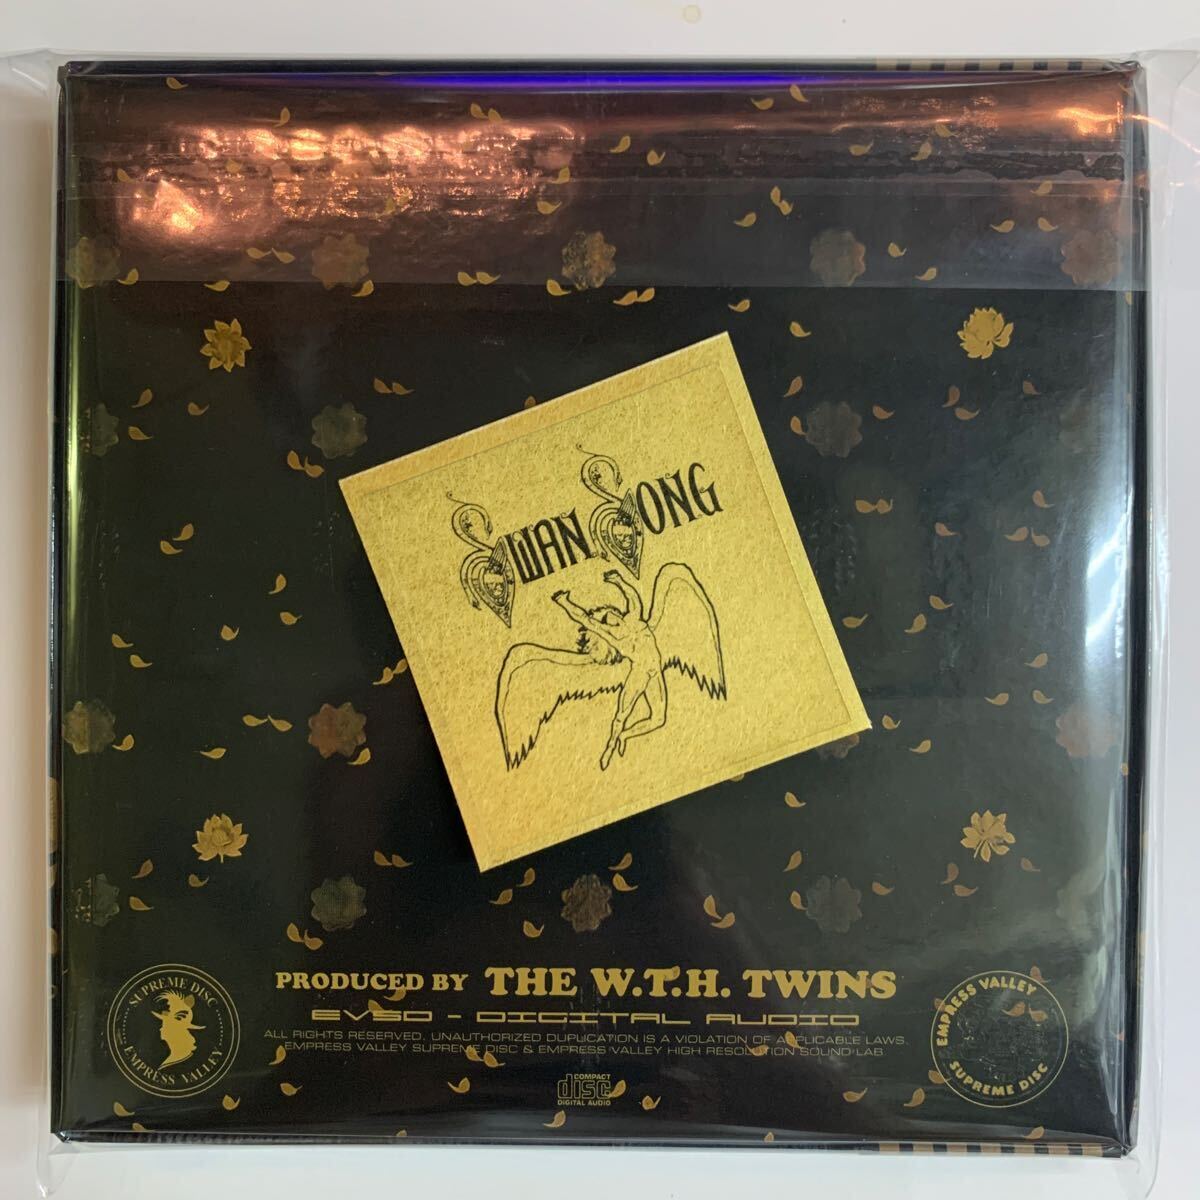 SWAN SONG
PRODUCED BY THE W.T.H. TWINS
EVSD - DIGITAL AUDIO
ALL RIGHTS RESERVED. UNAUTHORIZED DUPLICATION IS A VIOLATION OF APPLICABLE LAWS.
EMPRESS VALLEY SUPREME DISC & EMPRESS VALLEY HIGH RESOLUTION SOUND LAB
SUPREME DISC
EMPRESS VALLEY
EMPRESS VALLEY
SUPREME DISC
COMPACT
disc
DIGITAL AUDIO